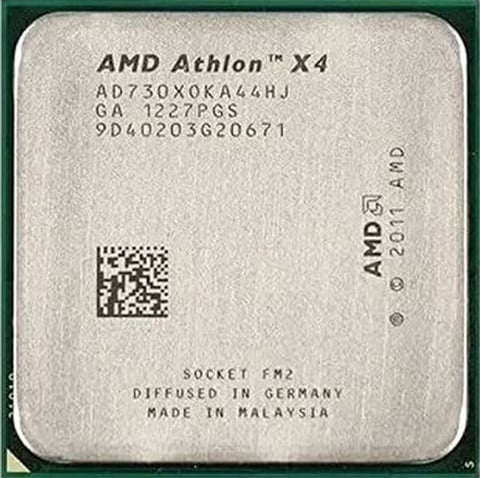 AMD Athlon™ X4
AD730XOKA44HJ
GA 1227PGS
9D40203G20671
AMD
® © 2011 AMD
SOCKET FM2
DIFFUSED IN GERMANY
MADE IN MALAYSIA